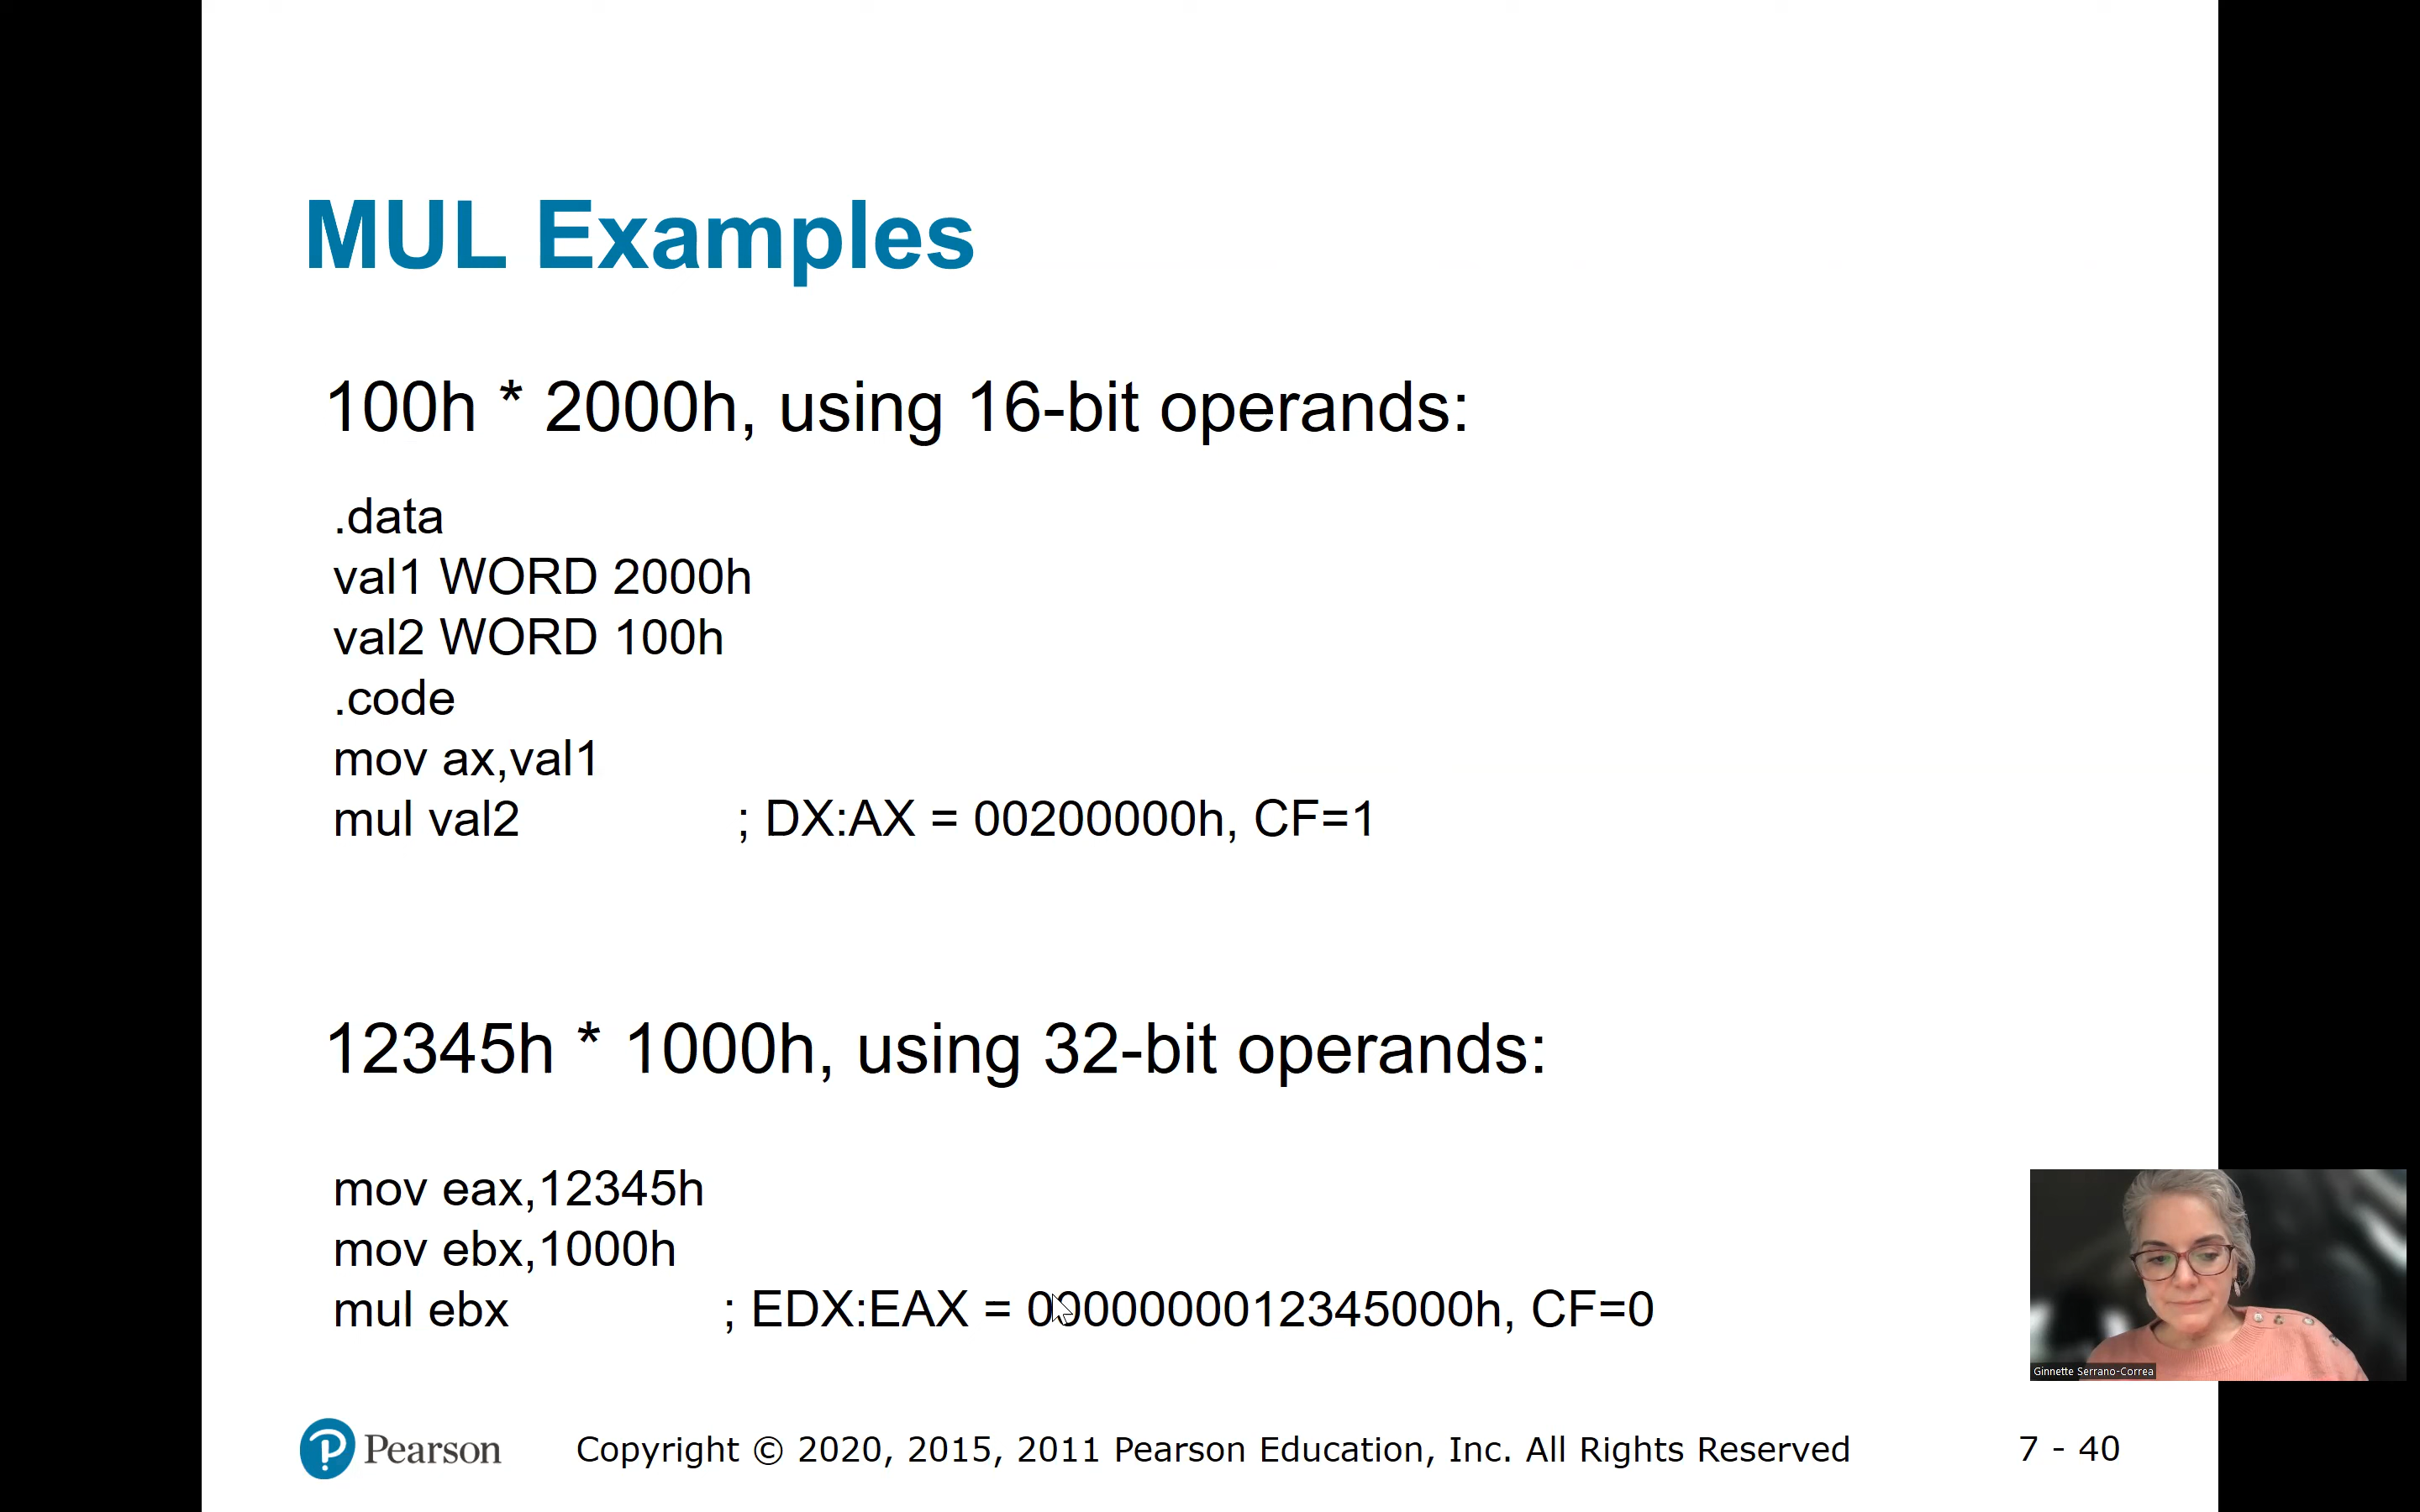 MUL Examples
100h * 2000h, using 16-bit operands:
.data
val1 WORD 2000h
val2 WORD 100h
.code
mov ax,val1
mul val2 ; DX:AX = 00200000h, CF=1
12345h * 1000h, using 32-bit operands:
mov eax,12345h
mov ebx,1000h
mul ebx ; EDX:EAX = 0000000012345000h, CF=0
Ginnette Serrano-Correa
Pearson Copyright © 2020, 2015, 2011 Pearson Education, Inc. All Rights Reserved 7 - 40